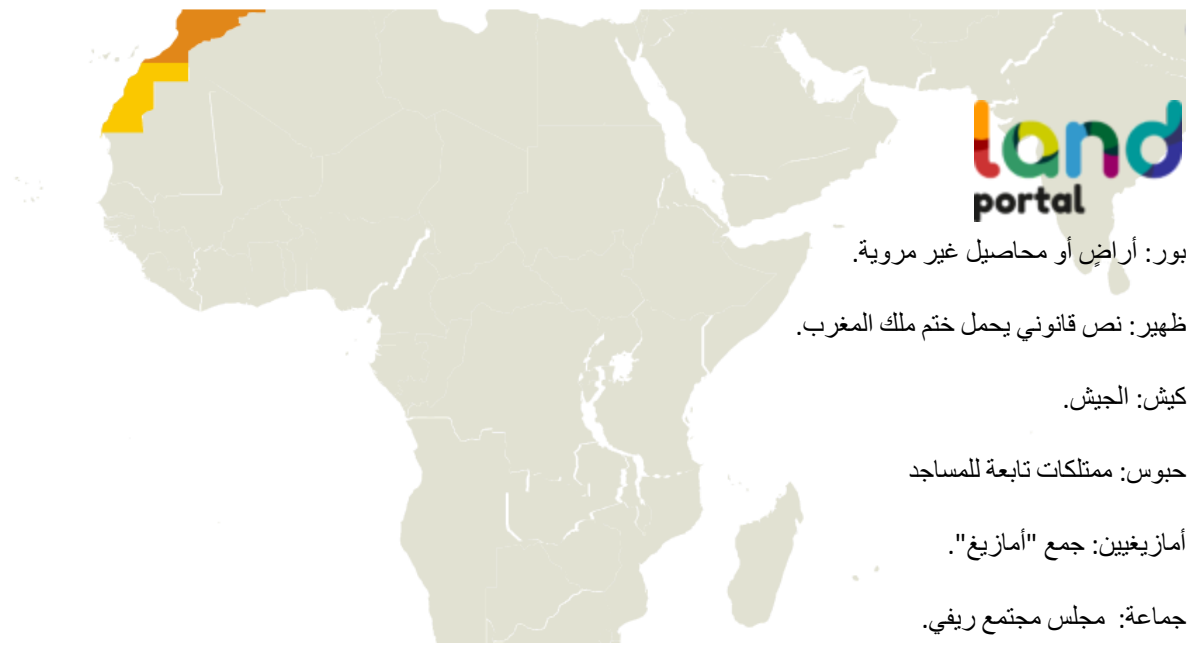 land
portal
بور: أراضٍ أو محاصيل غير مروية.
ظهير: نص قانوني يحمل ختم ملك المغرب.
كيش: الجيش.
حبوس: ممتلكات تابعة للمساجد
أمازيغيين: جمع "أمازيغ".
جماعة: مجلس مجتمع ريفي.